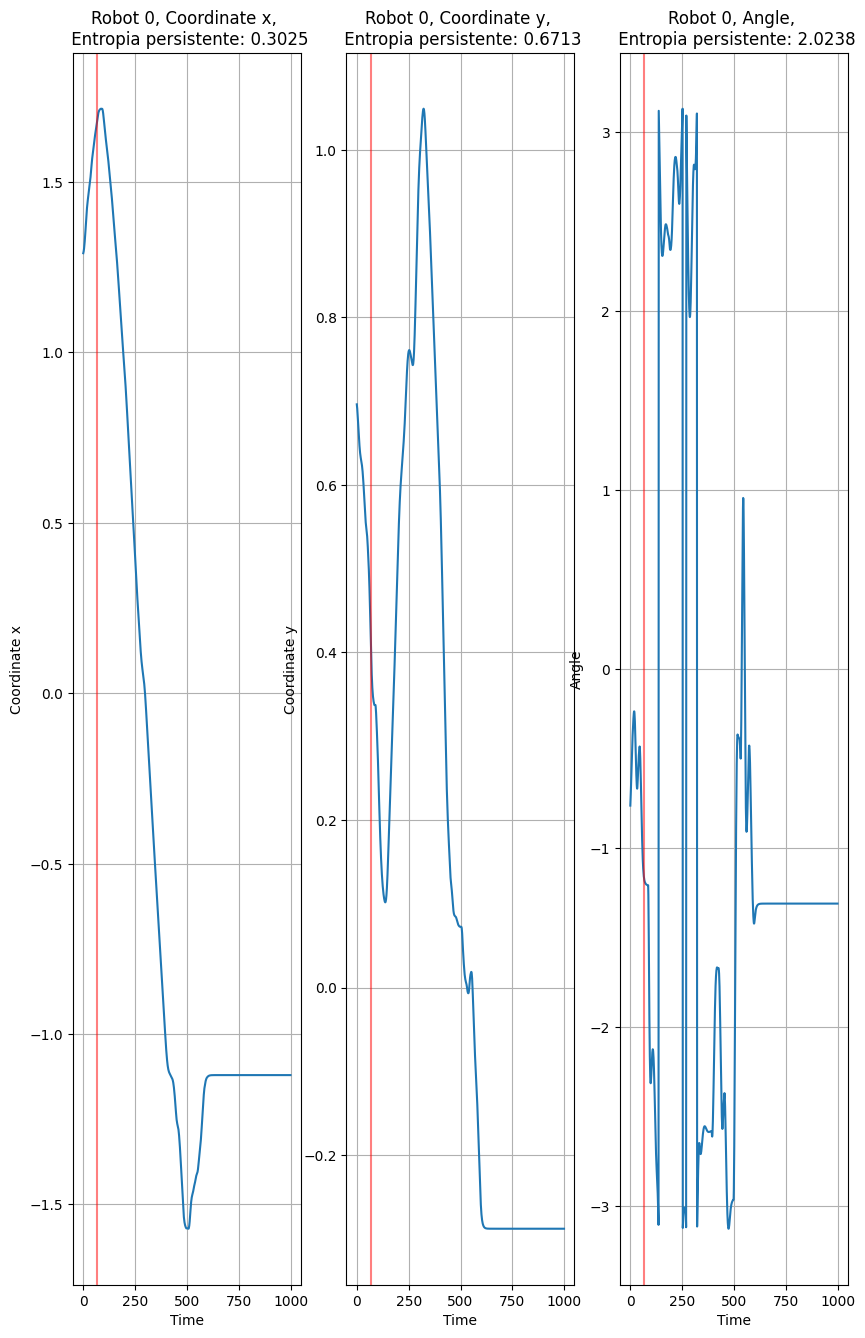 Robot 0, Coordinate x,
Entropia persistente: 0.3025
Coordinate x
1.5
1.0
0.5
0.0
−0.5
−1.0
−1.5
0 250 500 750 1000
Time
Robot 0, Coordinate y,
Entropia persistente: 0.6713
Coordinate y
1.0
0.8
0.6
0.4
0.2
0.0
−0.2
0 250 500 750 1000
Time
Robot 0, Angle,
Entropia persistente: 2.0238
Angle
3
2
1
0
−1
−2
−3
0 250 500 750 1000
Time